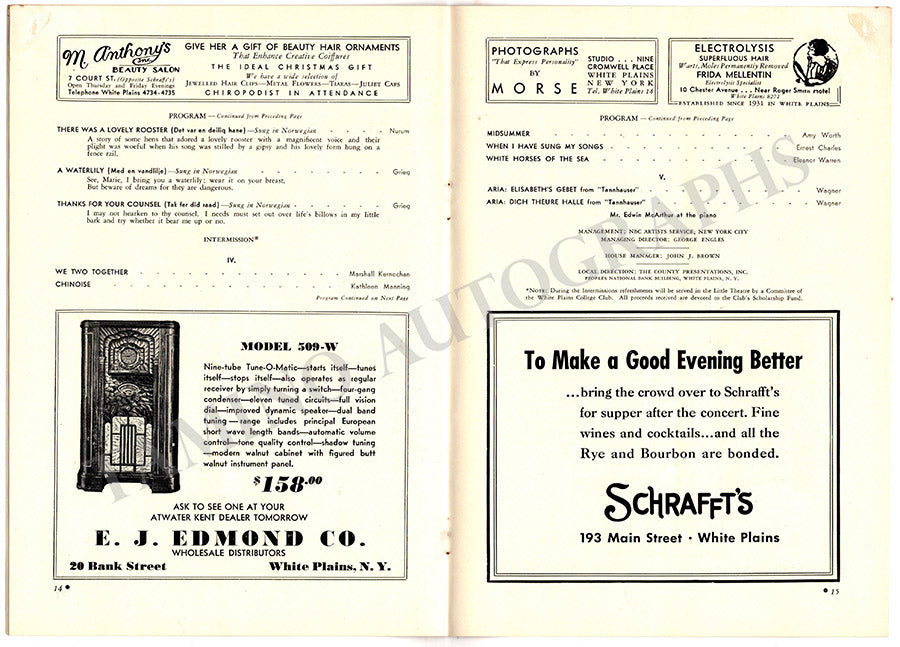 M. Anthony's Inc.
BEAUTY SALON
7 COURT ST. (Opposite Schraft's)
Open Thursday and Friday Evenings
Telephone White Plains 4734-4735
GIVE HER A GIFT OF BEAUTY HAIR ORNAMENTS
That Enhance Creative Coiffures
THE IDEAL CHRISTMAS GIFT
We have a wide selection of
JEWELLED HAIR CLIPS—METAL FLOWERS—TIARAS—JULIET CAPS
CHIROPODIST IN ATTENDANCE
PROGRAM — Continued from Preceding Page
THERE WAS A LOVELY ROOSTER (Det var en deilig hane)—Sung in Norwegian - - - - - Nurum
A story of some hens that adored a lovely rooster with a magnificent voice and their
plight was woeful when his song was stilled by a gipsy and his lovely form hung on a
fence rail.
A WATERLILY (Med en vandlilje)—Sung in Norwegian - - - - - - - - Grieg
See, Marie, I bring you a waterlily; wear it on your breast,
But beware of dreams for they are dangerous.
THANKS FOR YOUR COUNSEL (Tak for did raad)—Sung in Norwegian - - - - - Grieg
I may not hearken to thy counsel, I needs must set out over life's billows in my little
bark and try whether it bear me up or no.
INTERMISSION*
IV.
WE TWO TOGETHER - - - - - - - - - - - Marshall Kernochan
CHINOISE - - - - - - - - - - - - Kathleen Manning
Program Continued on Next Page
MODEL 509-W
Nine-tube Tune-O-Matic—starts itself—tunes
itself—stops itself—also operates as regular
receiver by simply turning a switch—four-gang
condenser—eleven tuned circuits—full vision
dial—improved dynamic speaker—dual band
tuning—range includes principal European
short wave length bands—automatic volume
control—tone quality control—shadow tuning
—modern walnut cabinet with figured butt
walnut instrument panel.
$158.00
ASK TO SEE ONE AT YOUR
ATWATER KENT DEALER TOMORROW
E. J. EDMOND CO.
WHOLESALE DISTRIBUTORS
20 Bank Street White Plains, N. Y.
14 •
PHOTOGRAPHS
"That Express Personality"
BY
MORSE
STUDIO . . . NINE
CROMWELL PLACE
WHITE PLAINS
NEW YORK
Tel. White Plains 14
ELECTROLYSIS
SUPERFLUOUS HAIR
Warts, Moles Permanently Removed
FRIDA MELLENTIN
Electrolysis Specialist
10 Chester Avenue . . . Near Roger Smith Hotel
White Plains 8271
ESTABLISHED SINCE 1931 IN WHITE PLAINS
PROGRAM — Continued from Preceding Page
MIDSUMMER - - - - - - - - - - - - Amy Worth
WHEN I HAVE SUNG MY SONGS - - - - - - - - - Ernest Charles
WHITE HORSES OF THE SEA - - - - - - - - - - Eleanor Warren
V.
ARIA: ELISABETH'S GEBET from "Tannhauser" - - - - - - - - Wagner
ARIA: DICH THEURE HALLE from "Tannhauser" - - - - - - - - Wagner
Mr. Edwin McArthur at the piano
MANAGEMENT: NBC ARTISTS SERVICE, NEW YORK CITY
MANAGING DIRECTOR: GEORGE ENGLES
HOUSE MANAGER: JOHN J. BROWN
LOCAL DIRECTION: THE COUNTY PRESENTATIONS, INC.
PEOPLES NATIONAL BANK BUILDING, WHITE PLAINS, N. Y.
*NOTE: During the Intermissions refreshments will be served in the Little Theatre by a Committee of
the White Plains College Club. All proceeds received are devoted to the Club's Scholarship Fund.
To Make a Good Evening Better
...bring the crowd over to Schrafft's
for supper after the concert. Fine
wines and cocktails...and all the
Rye and Bourbon are bonded.
SCHRAFFT'S
193 Main Street · White Plains
• 15
TAMINO AUTOGRAPHS